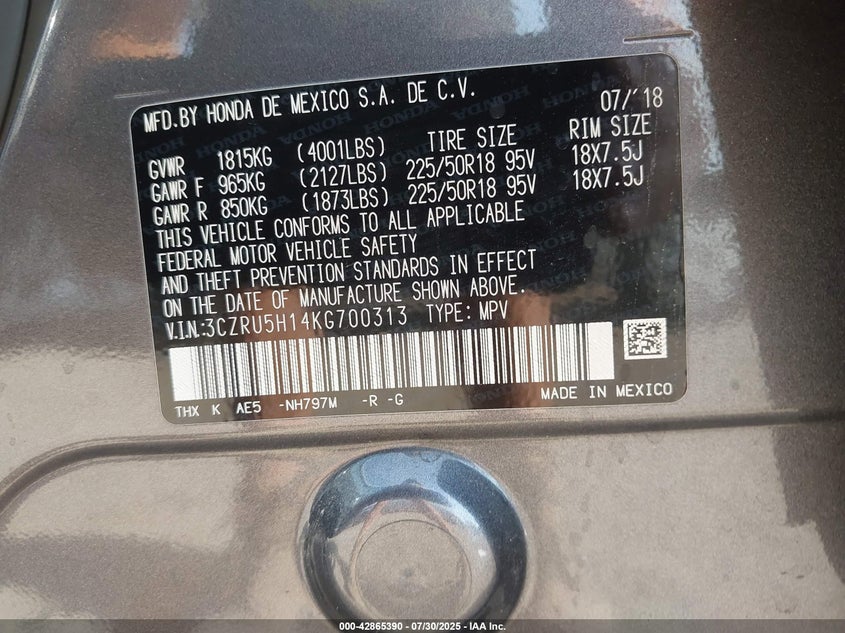 MFD.BY HONDA DE MEXICO S.A. DE C.V. 07/'18
GVWR 1815KG (4001LBS) TIRE SIZE RIM SIZE
GAWR F 965KG (2127LBS) 225/50R18 95V 18X7.5J
GAWR R 850KG (1873LBS) 225/50R18 95V 18X7.5J
THIS VEHICLE CONFORMS TO ALL APPLICABLE
FEDERAL MOTOR VEHICLE SAFETY
AND THEFT PREVENTION STANDARDS IN EFFECT
ON THE DATE OF MANUFACTURE SHOWN ABOVE.
V.I.N:3CZRU5H14KG700313 TYPE: MPV
THX K AE5 -NH797M -R -G MADE IN MEXICO
000-42865390 - 07/30/2025 - IAA Inc.